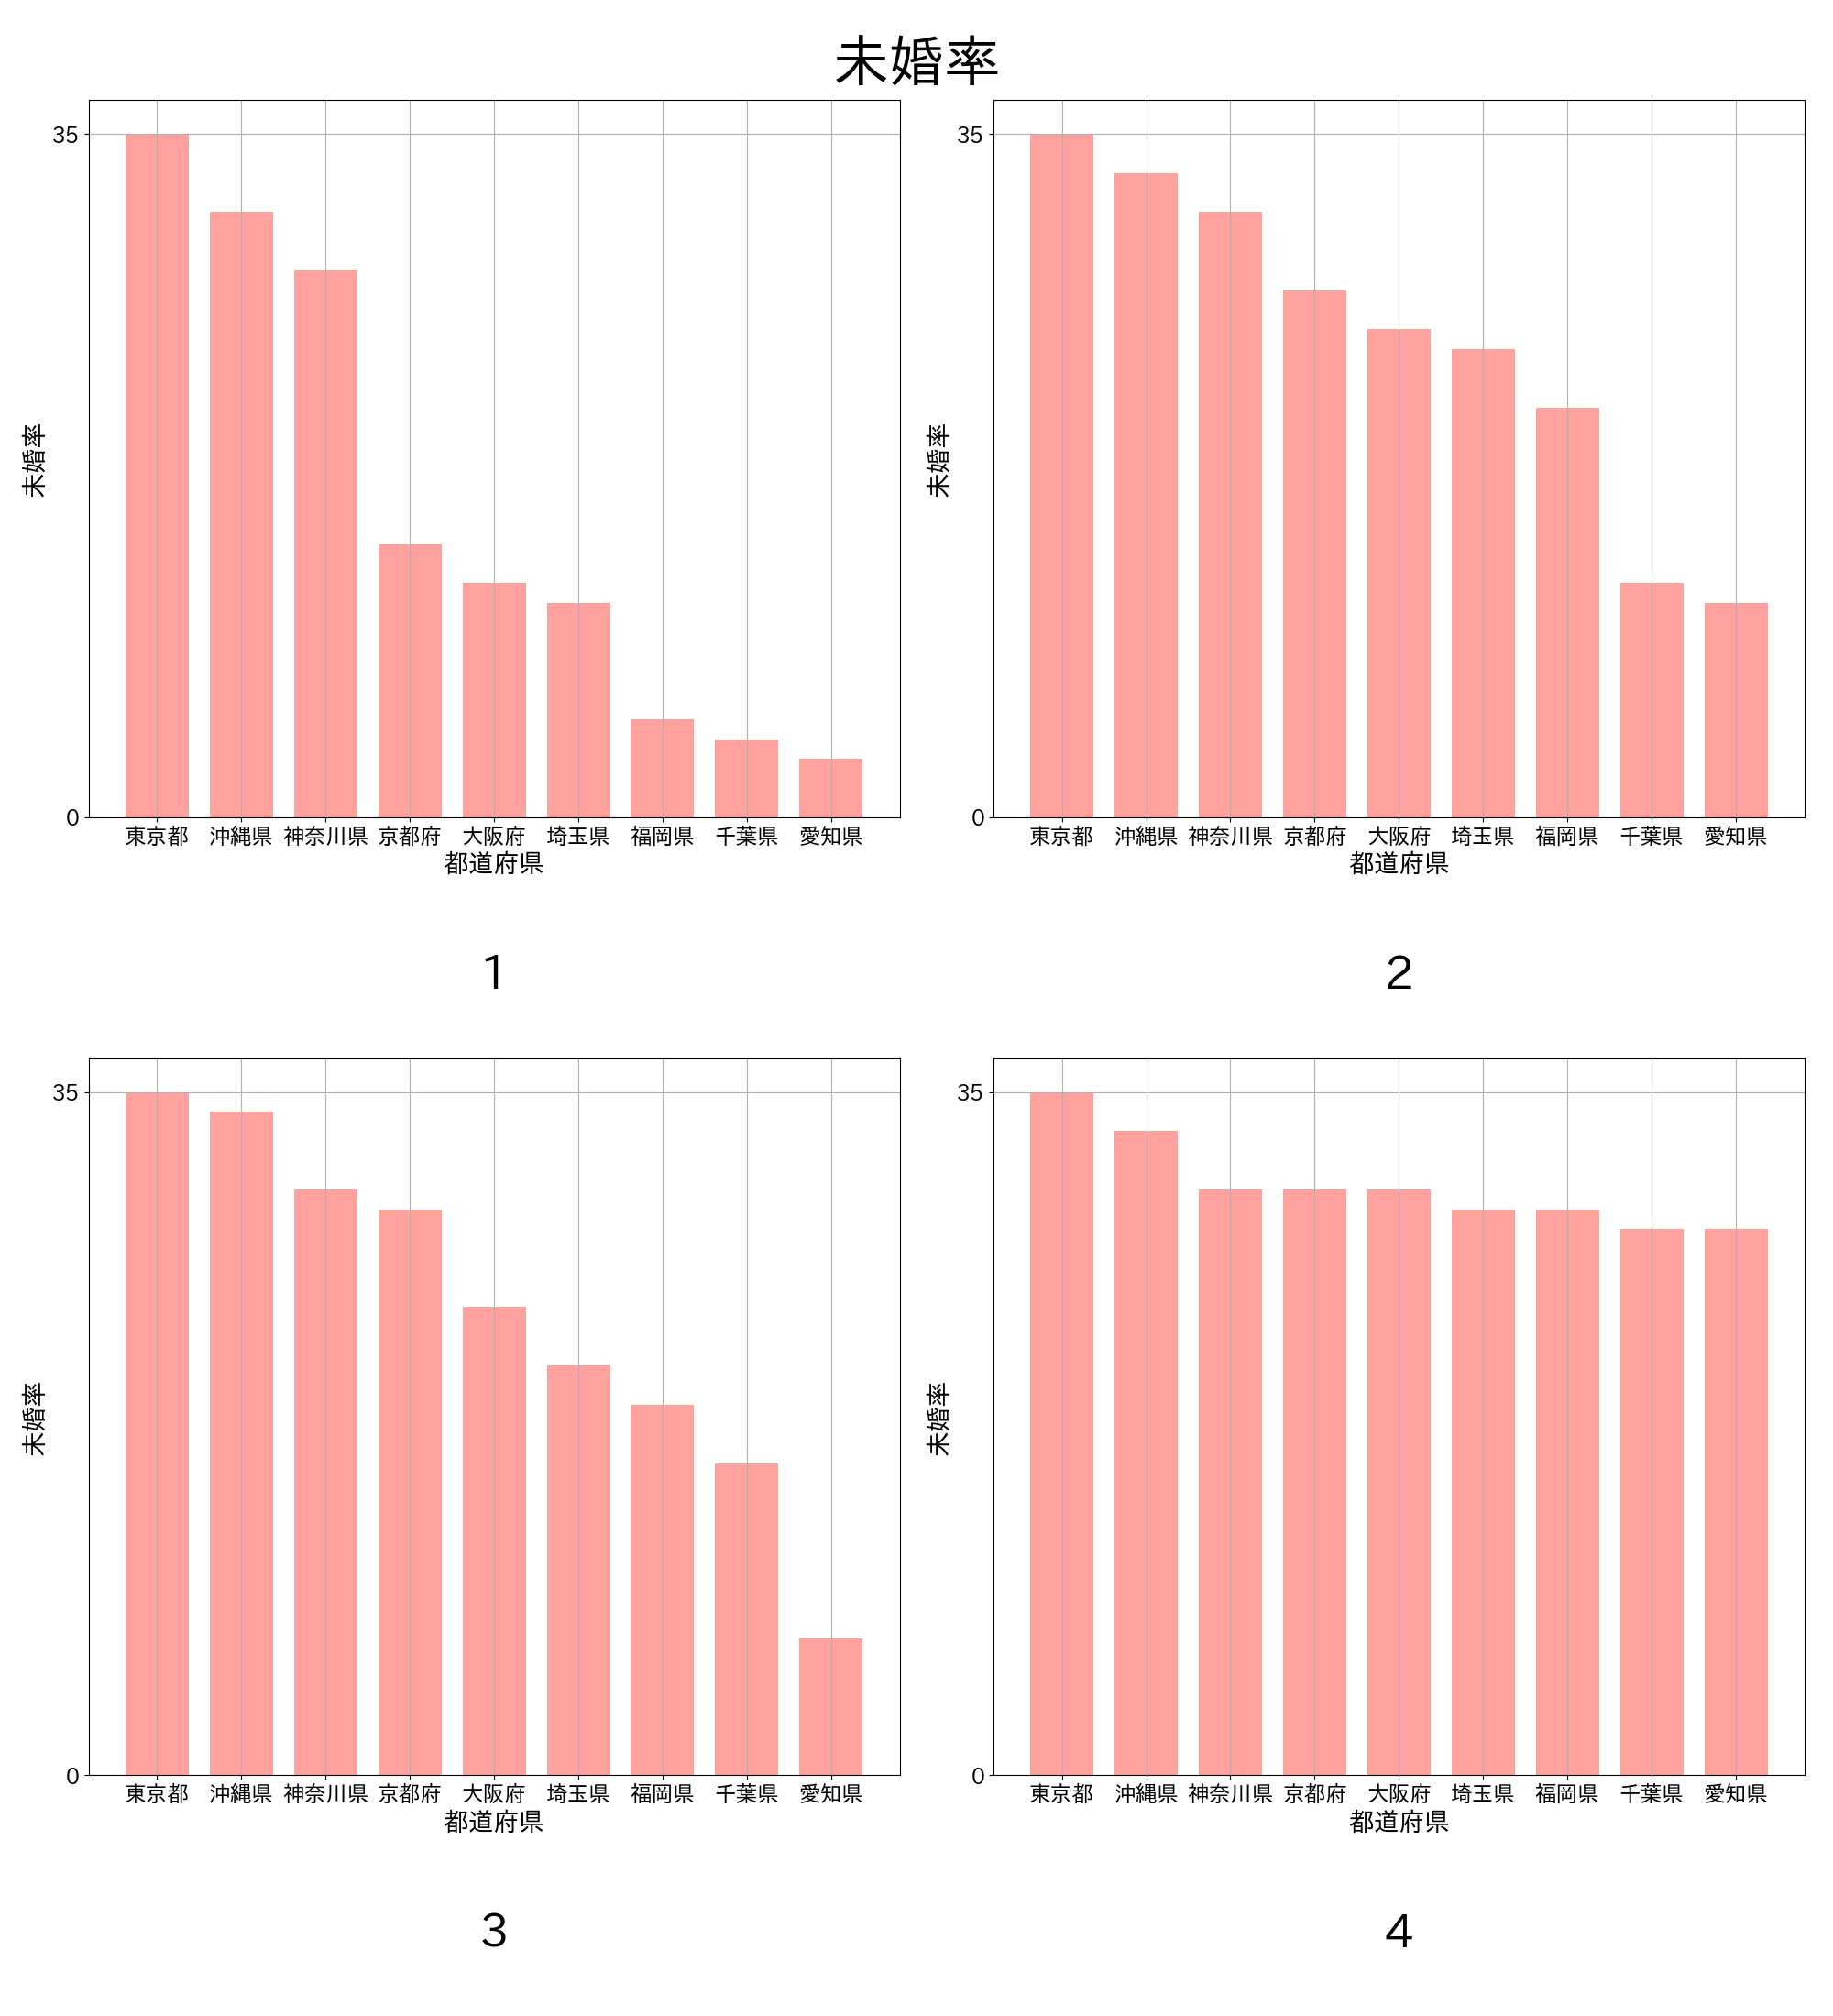 未婚率
35
未婚率
0
東京都 沖縄県 神奈川県 京都府 大阪府 埼玉県 福岡県 千葉県 愛知県
都道府県
1
35
未婚率
0
東京都 沖縄県 神奈川県 京都府 大阪府 埼玉県 福岡県 千葉県 愛知県
都道府県
2
35
未婚率
0
東京都 沖縄県 神奈川県 京都府 大阪府 埼玉県 福岡県 千葉県 愛知県
都道府県
3
35
未婚率
0
東京都 沖縄県 神奈川県 京都府 大阪府 埼玉県 福岡県 千葉県 愛知県
都道府県
4